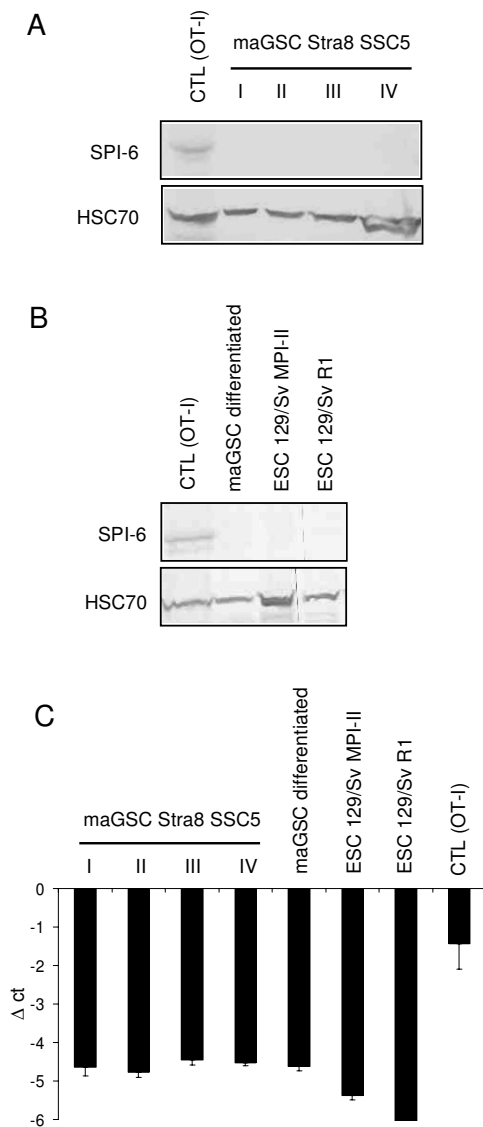 A
CTL (OT-I)
maGSC Stra8 SSC5
I II III IV
SPI-6
HSC70
B
CTL (OT-I)
maGSC differentiated
ESC 129/Sv MPI-II
ESC 129/Sv R1
SPI-6
HSC70
C
maGSC Stra8 SSC5
I II III IV
maGSC differentiated
ESC 129/Sv MPI-II
ESC 129/Sv R1
CTL (OT-I)
0
-1
-2
-3
-4
-5
-6
Δ ct